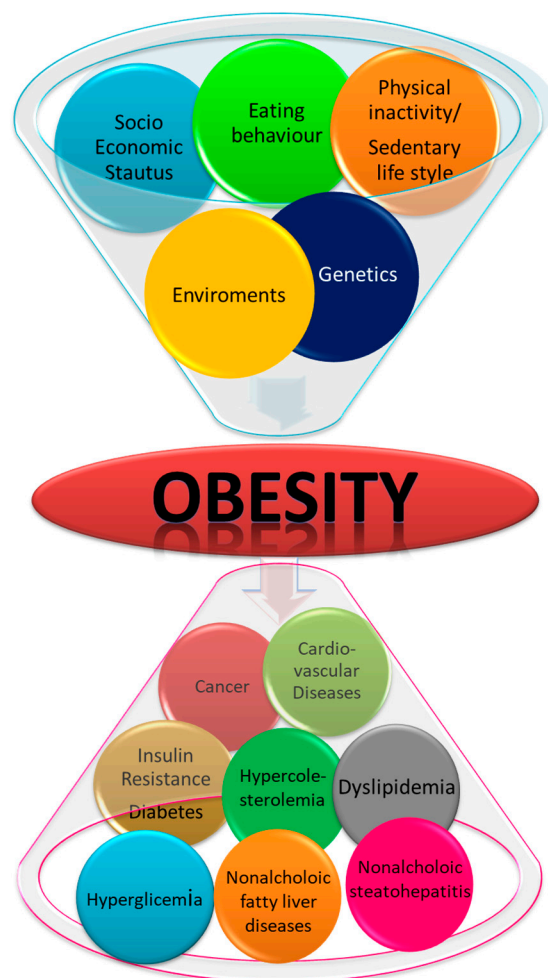 Socio
Economic
Stautus
Eating
behaviour
Physical
inactivity/
Sedentary
life style
Enviroments
Genetics
OBESITY
Cancer
Cardio-
vascular
Diseases
Insulin
Resistance
Diabetes
Hypercole-
sterolemia
Dyslipidemia
Hyperglicemia
Nonalcholoic
fatty liver
diseases
Nonalcholoic
steatohepatitis